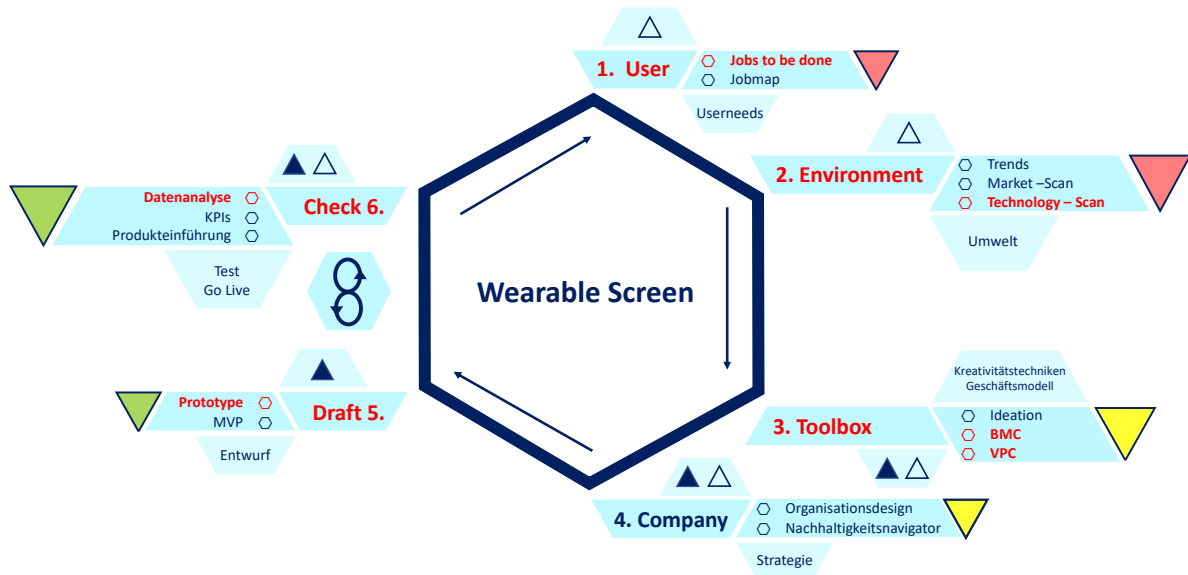 1. User
Jobs to be done
Jobmap
Userneeds
2. Environment
Trends
Market –Scan
Technology – Scan
Umwelt
Kreativitätstechniken
Geschäftsmodell
3. Toolbox
Ideation
BMC
VPC
4. Company
Organisationsdesign
Nachhaltigkeitsnavigator
Strategie
Draft 5.
Prototype
MVP
Entwurf
Check 6.
Datenanalyse
KPIs
Produkteinführung
Test
Go Live
Wearable Screen